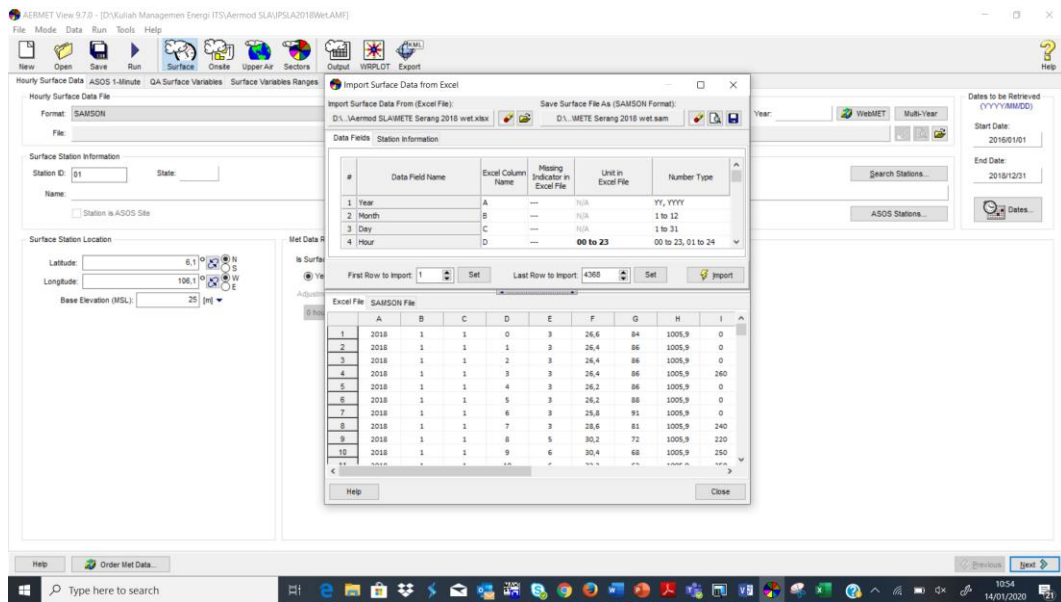 AERMET View 9.7.0 - [D:\Kuliah Managemen Energi ITS\Aermod SLA\IPSLA2018Wet.AMF]
File Mode Data Run Tools Help
New Open Save Run Surface Onsite Upper Air Sectors Output WRPLOT Export Help
Hourly Surface Data ASOS 1-Minute QA Surface Variables Surface Variables Ranges
Hourly Surface Data File
Format: SAMSON
File:
Year:
WebMET Multi-Year
Dates to be Retrieved
(YYYY/MM/DD)
Start Date:
2016/01/01
End Date:
2018/12/31
Dates...
Surface Station Information
Station ID: 01 State:
Search Stations...
Name:
Station is ASOS Site
ASOS Stations...
Surface Station Location
Latitude: 6,1 ° N S
Longitude: 106,1 ° W E
Base Elevation (MSL): 25 [m]
Met Data R
Is Surfa
Ye
Adjustm
0 hou
Import Surface Data from Excel
Import Surface Data From (Excel File): Save Surface File As (SAMSON Format):
D:\...\Aermod SLA\METE Serang 2018 wet.xlsx D:\...\METE Serang 2018 wet.sam
Data Fields Station Information
# Data Field Name Excel Column Name Missing Indicator in Excel File Unit in Excel File Number Type
1 Year A --- N/A YY, YYYY
2 Month B --- N/A 1 to 12
3 Day C --- N/A 1 to 31
4 Hour D --- 00 to 23 00 to 23, 01 to 24
First Row to Import: 1 Set Last Row to Import: 4368 Set Import
Excel File SAMSON File
A B C D E F G H I
1 2018 1 1 0 3 26,6 84 1005,9 0
2 2018 1 1 1 3 26,4 86 1005,9 0
3 2018 1 1 2 3 26,4 86 1005,9 0
4 2018 1 1 3 3 26,4 86 1005,9 260
5 2018 1 1 4 3 26,2 86 1005,9 0
6 2018 1 1 5 3 26,2 88 1005,9 0
7 2018 1 1 6 3 25,8 91 1005,9 0
8 2018 1 1 7 3 28,6 81 1005,9 240
9 2018 1 1 8 5 30,2 72 1005,9 220
10 2018 1 1 9 6 30,4 68 1005,9 250
Help Close
Help Order Met Data... Previous Next
Type here to search
10:54
14/01/2020